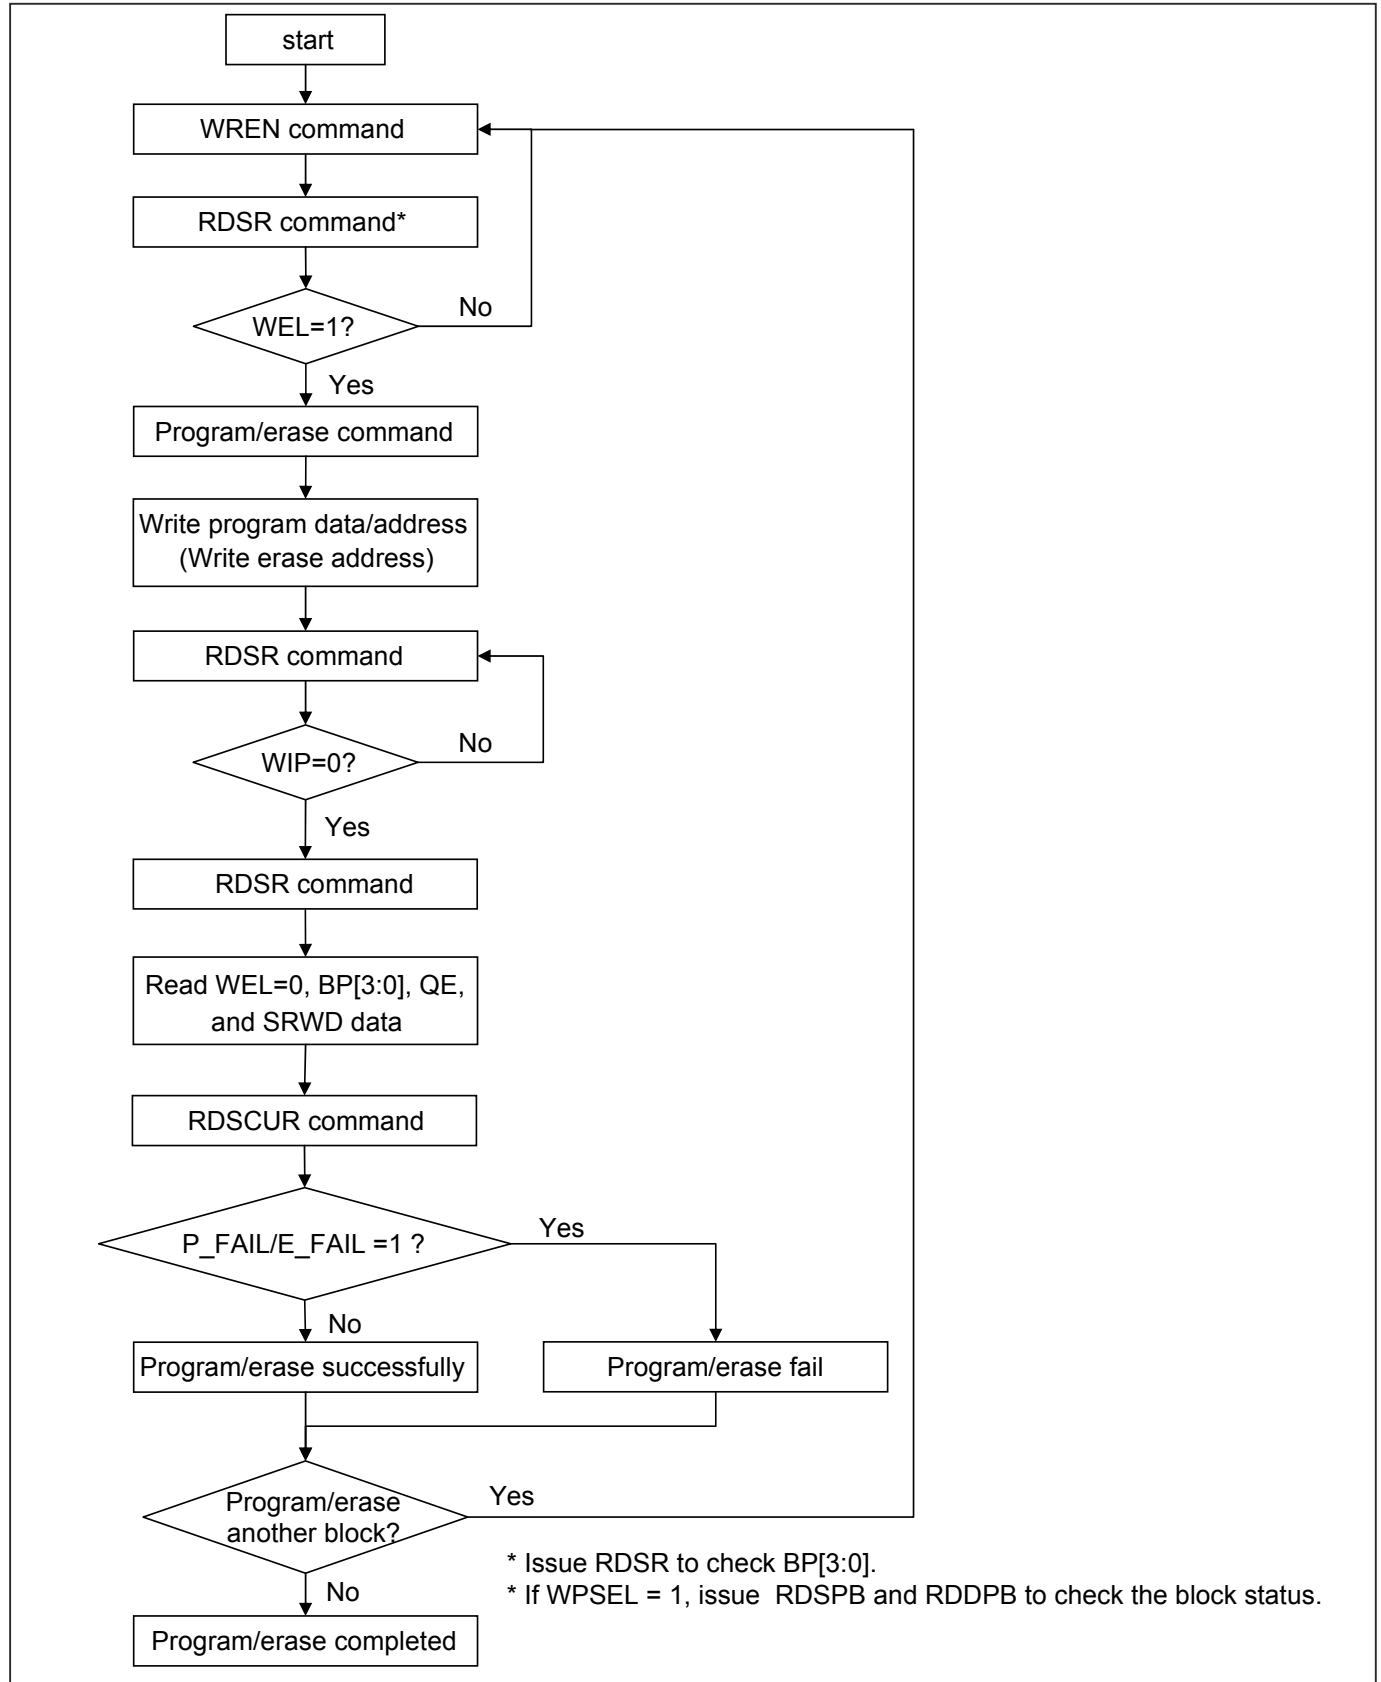 start
WREN command
RDSR command*
WEL=1?
No
Yes
Program/erase command
Write program data/address
(Write erase address)
RDSR command
WIP=0?
No
Yes
RDSR command
Read WEL=0, BP[3:0], QE,
and SRWD data
RDSCUR command
P_FAIL/E_FAIL =1 ?
Yes
No
Program/erase successfully
Program/erase fail
Program/erase
another block?
Yes
* Issue RDSR to check BP[3:0].
* If WPSEL = 1, issue  RDSPB and RDDPB to check the block status.
No
Program/erase completed